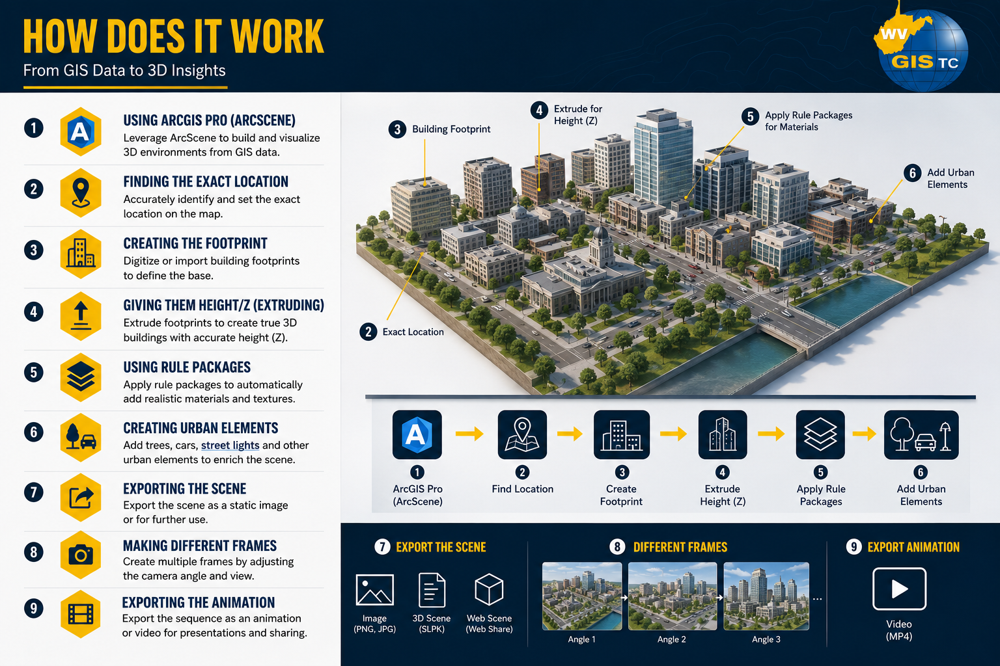 HOW DOES IT WORK
From GIS Data to 3D Insights
WV
GIS TC
1
A
USING ARCGIS PRO (ARCSCENE)
Leverage ArcScene to build and visualize
3D environments from GIS data.
2
FINDING THE EXACT LOCATION
Accurately identify and set the exact
location on the map.
3
CREATING THE FOOTPRINT
Digitize or import building footprints
to define the base.
4
GIVING THEM HEIGHT/Z (EXTRUDING)
Extrude footprints to create true 3D
buildings with accurate height (Z).
5
USING RULE PACKAGES
Apply rule packages to automatically
add realistic materials and textures.
6
CREATING URBAN ELEMENTS
Add trees, cars, street lights and other
urban elements to enrich the scene.
7
EXPORTING THE SCENE
Export the scene as a static image
or for further use.
8
MAKING DIFFERENT FRAMES
Create multiple frames by adjusting
the camera angle and view.
9
EXPORTING THE ANIMATION
Export the sequence as an animation
or video for presentations and sharing.
3 Building Footprint
4 Extrude for
Height (Z)
5 Apply Rule Packages
for Materials
6 Add Urban
Elements
2 Exact Location
A
1
ArcGIS Pro
(ArcScene)
2
Find Location
3
Create
Footprint
4
Extrude
Height (Z)
5
Apply Rule
Packages
6
Add Urban
Elements
7 EXPORT THE SCENE
Image
(PNG, JPG)
3D Scene
(SLPK)
Web Scene
(Web Share)
8 DIFFERENT FRAMES
Angle 1
Angle 2
Angle 3
...
9 EXPORT ANIMATION
Video
(MP4)